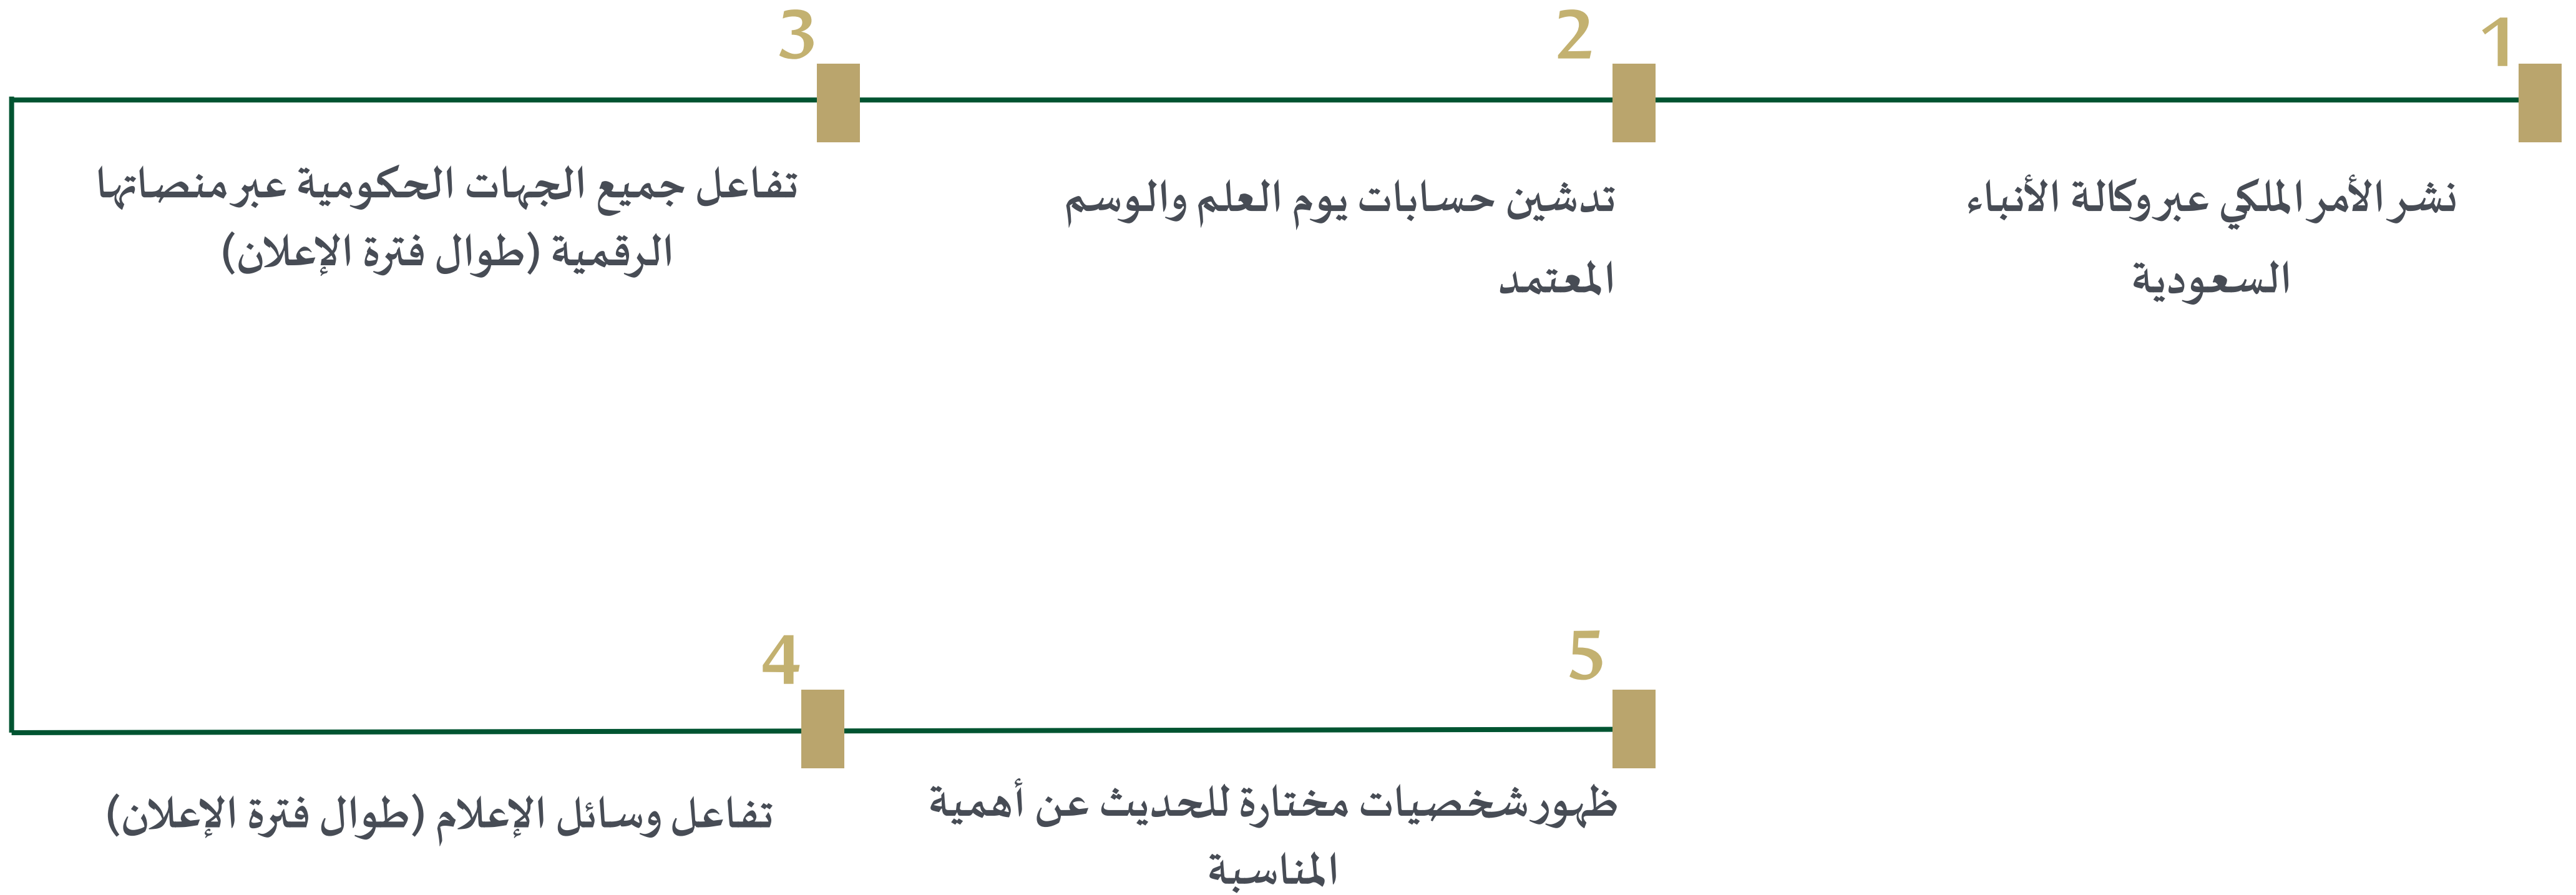 1
نشر الأمر الملكي عبر وكالة الأنباء
السعودية
2
تدشين حسابات يوم العلم والوسم
المعتمد
3
تفاعل جميع الجهات الحكومية عبر منصاتها
الرقمية (طوال فترة الإعلان)
4
تفاعل وسائل الإعلام (طوال فترة الإعلان)
5
ظهور شخصيات مختارة للحديث عن أهمية
المناسبة